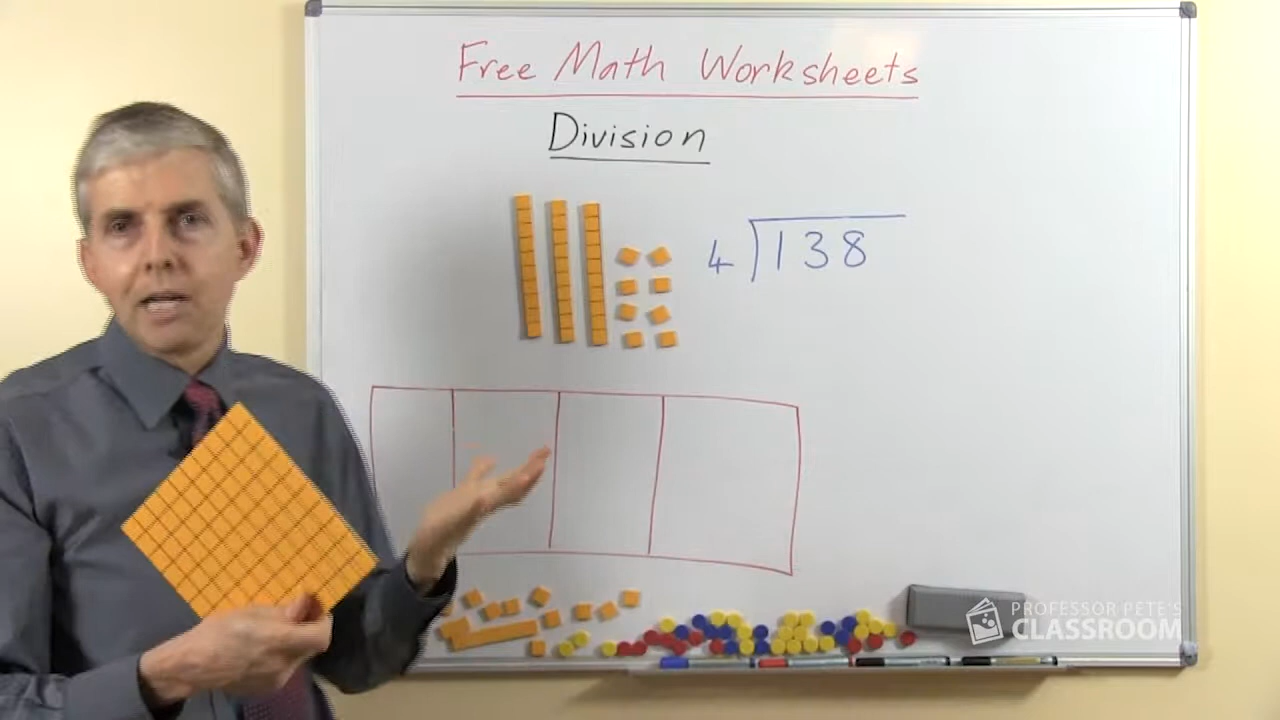 Free Math Worksheets
Division
4 138
PROFESSOR PETE'S
CLASSROOM